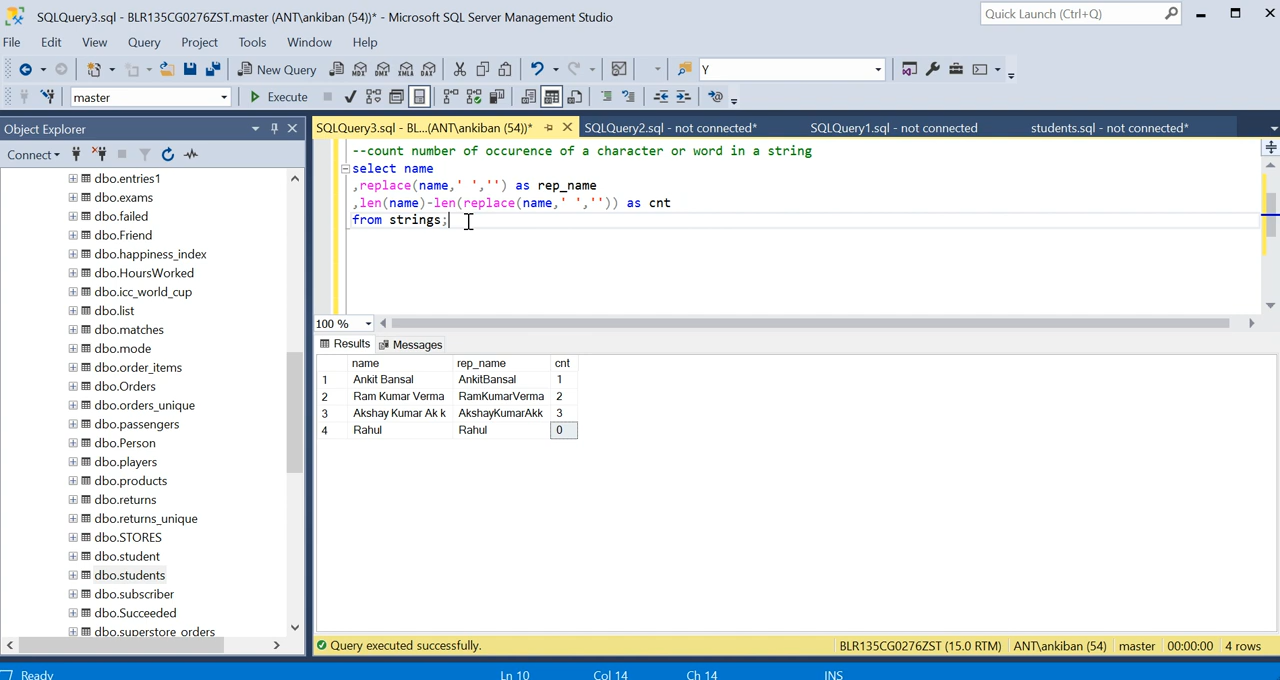 SQLQuery3.sql - BLR135CG0276ZST.master (ANT\ankiban (54))* - Microsoft SQL Server Management Studio
Quick Launch (Ctrl+Q)
File Edit View Query Project Tools Window Help
New Query MDX DMX XMLA DAX Y
master Execute
Object Explorer
SQLQuery3.sql - BL...(ANT\ankiban (54))* SQLQuery2.sql - not connected* SQLQuery1.sql - not connected students.sql - not connected*
Connect
dbo.entries1
dbo.exams
dbo.failed
dbo.Friend
dbo.happiness_index
dbo.HoursWorked
dbo.icc_world_cup
dbo.list
dbo.matches
dbo.mode
dbo.order_items
dbo.Orders
dbo.orders_unique
dbo.passengers
dbo.Person
dbo.players
dbo.products
dbo.returns
dbo.returns_unique
dbo.STORES
dbo.student
dbo.students
dbo.subscriber
dbo.Succeeded
dbo.superstore_orders
--count number of occurence of a character or word in a string
select name
,replace(name,' ','') as rep_name
,len(name)-len(replace(name,' ','')) as cnt
from strings;
100 %
Results Messages
name rep_name cnt
1 Ankit Bansal AnkitBansal 1
2 Ram Kumar Verma RamKumarVerma 2
3 Akshay Kumar Ak k AkshayKumarAkk 3
4 Rahul Rahul 0
Query executed successfully. BLR135CG0276ZST (15.0 RTM) ANT\ankiban (54) master 00:00:00 4 rows
Ready Ln 10 Col 14 Ch 14 INS